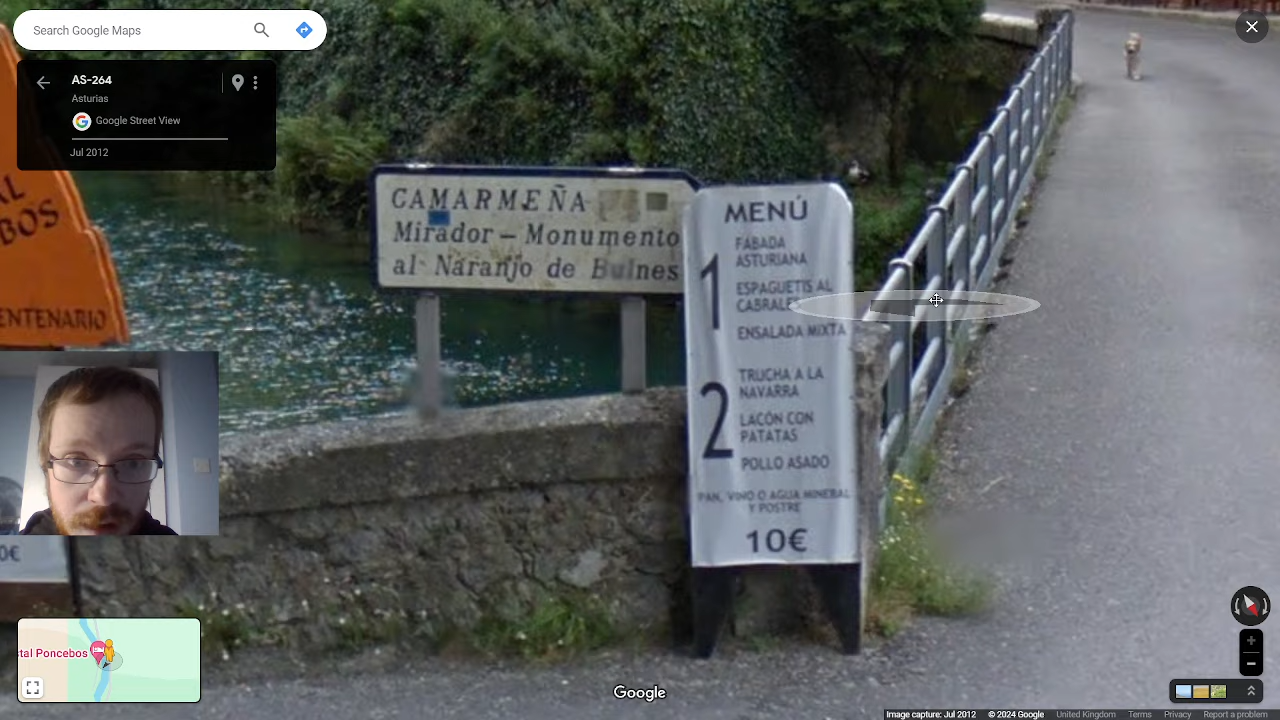 Search Google Maps
AS-264
Asturias
Google Street View
Jul 2012
AL
BOS
ENTENARIO
CAMARMEÑA
Mirador – Monumento
al Naranjo de Bulnes
MENÚ
1
FABADA
ASTURIANA
ESPAGUETIS AL
CABRALES
ENSALADA MIXTA
2
TRUCHA A LA
NAVARRA
LACÓN CON
PATATAS
POLLO ASADO
PAN, VINO O AGUA MINERAL
Y POSTRE
10€
0€
stal Poncebos
Google
Image capture: Jul 2012 © 2024 Google United Kingdom Terms Privacy Report a problem